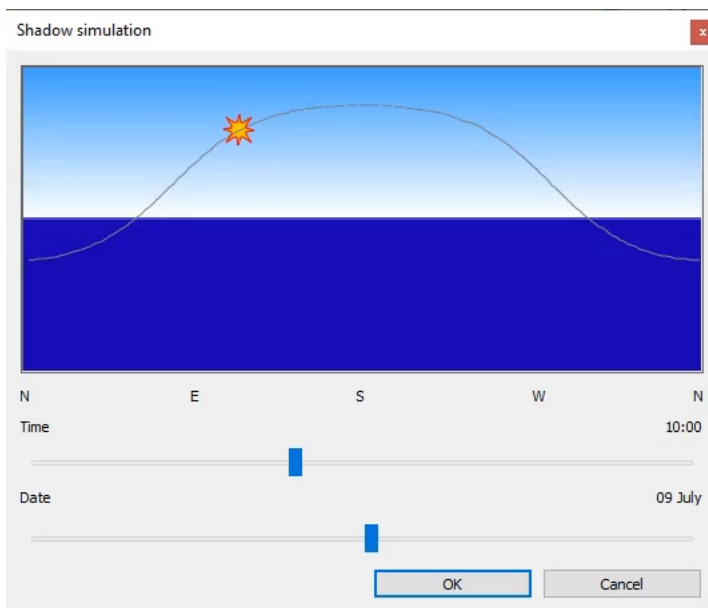 Shadow simulation
x
N E S W N
Time 10:00
Date 09 July
OK Cancel